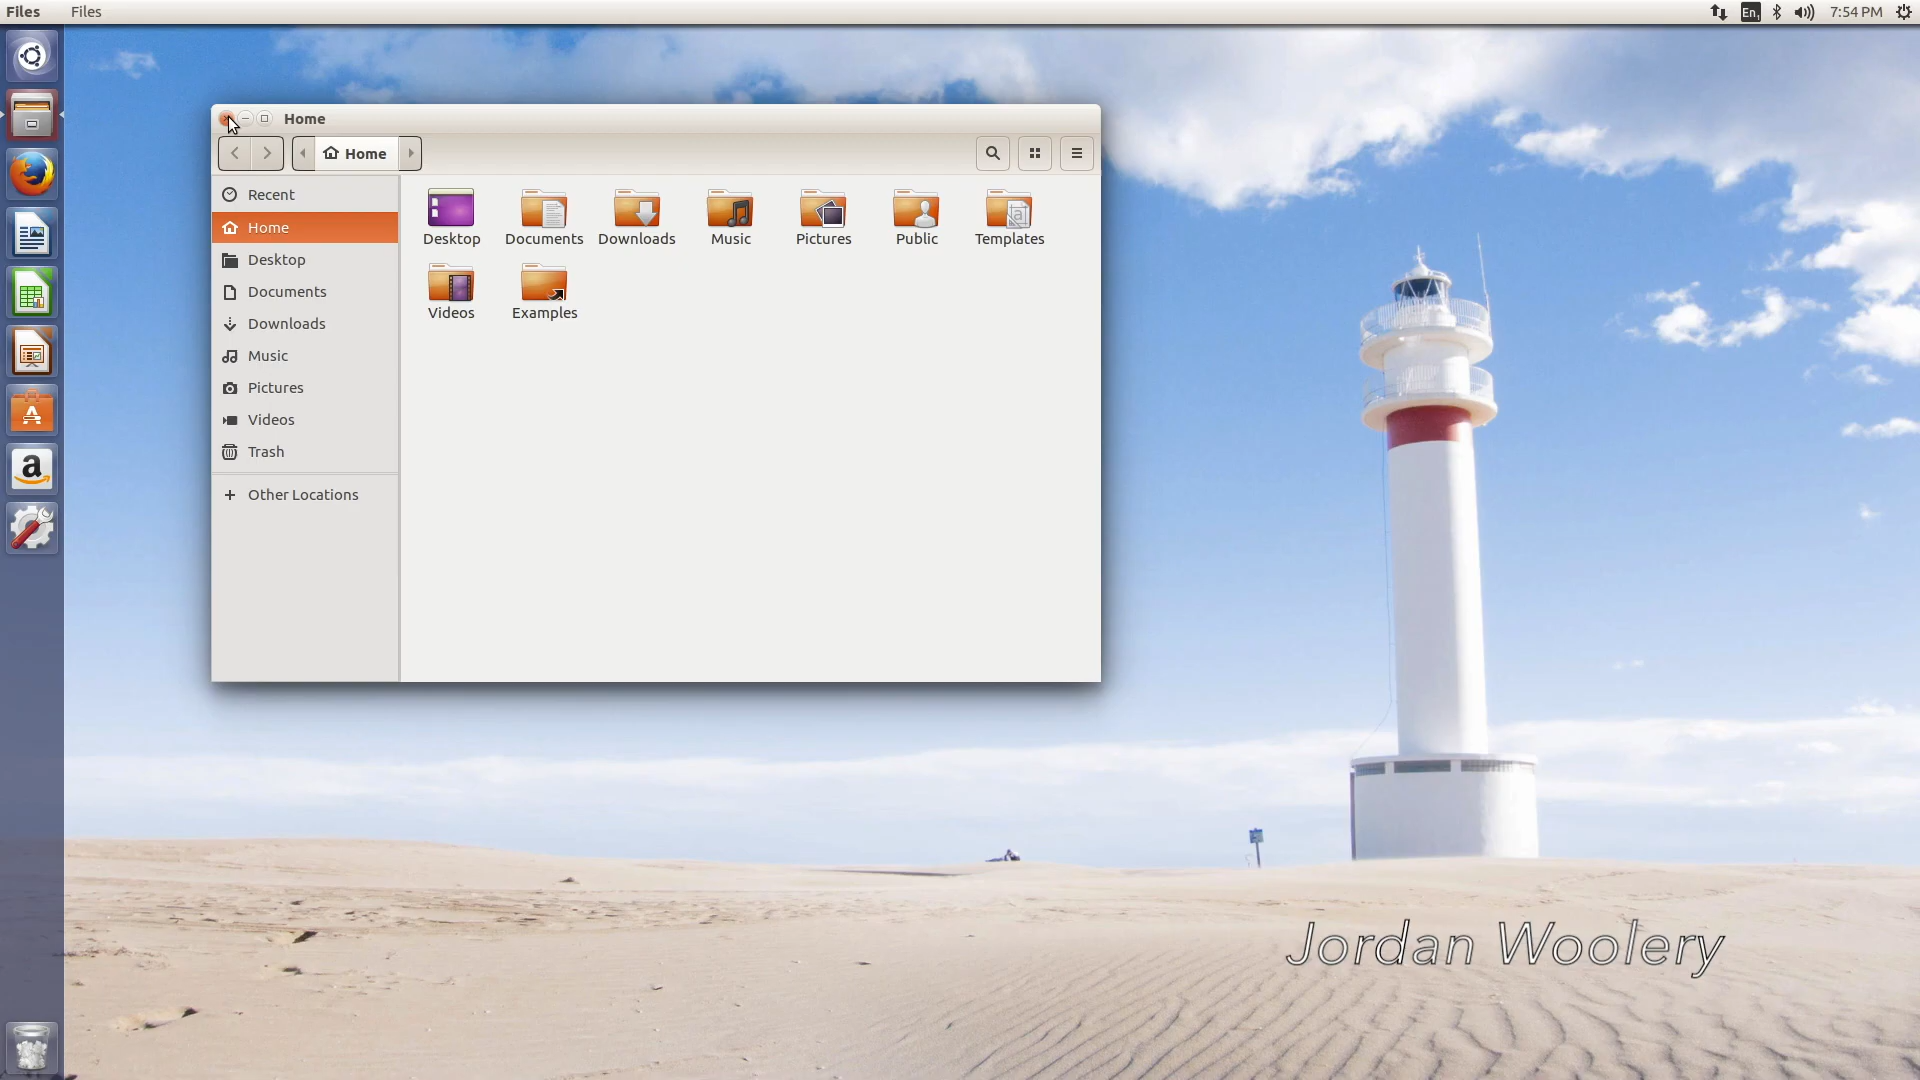 Files Files En 7:54 PM
Home
Home
Recent
Home
Desktop
Documents
Downloads
Music
Pictures
Videos
Trash
Other Locations
Desktop Documents Downloads Music Pictures Public Templates
Videos Examples
Jordan Woolery